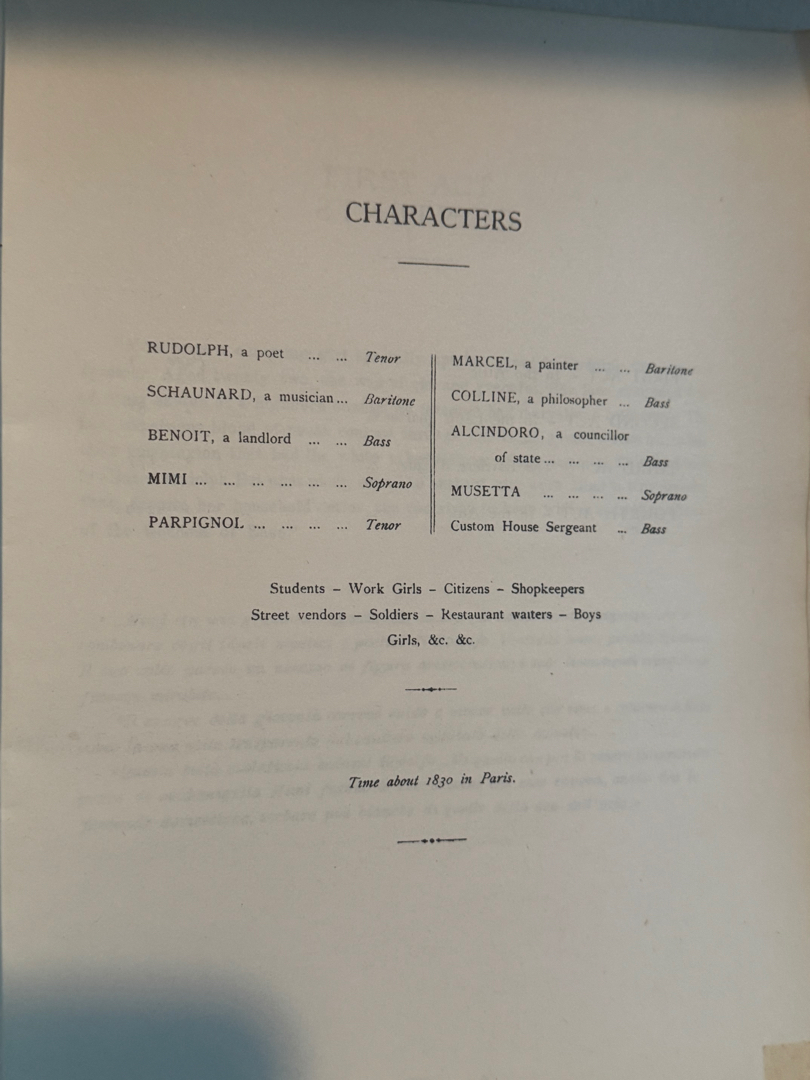 CHARACTERS
RUDOLPH, a poet ... ... Tenor
SCHAUNARD, a musician ... Baritone
BENOIT, a landlord ... ... Bass
MIMI ... ... ... ... ... ... Soprano
PARPIGNOL ... ... ... ... Tenor
MARCEL, a painter ... ... Baritone
COLLINE, a philosopher ... Bass
ALCINDORO, a councillor
of state ... ... ... ... Bass
MUSETTA ... ... ... ... Soprano
Custom House Sergeant ... Bass
Students – Work Girls – Citizens – Shopkeepers
Street vendors – Soldiers – Restaurant waiters – Boys
Girls, &c. &c.
Time about 1830 in Paris.